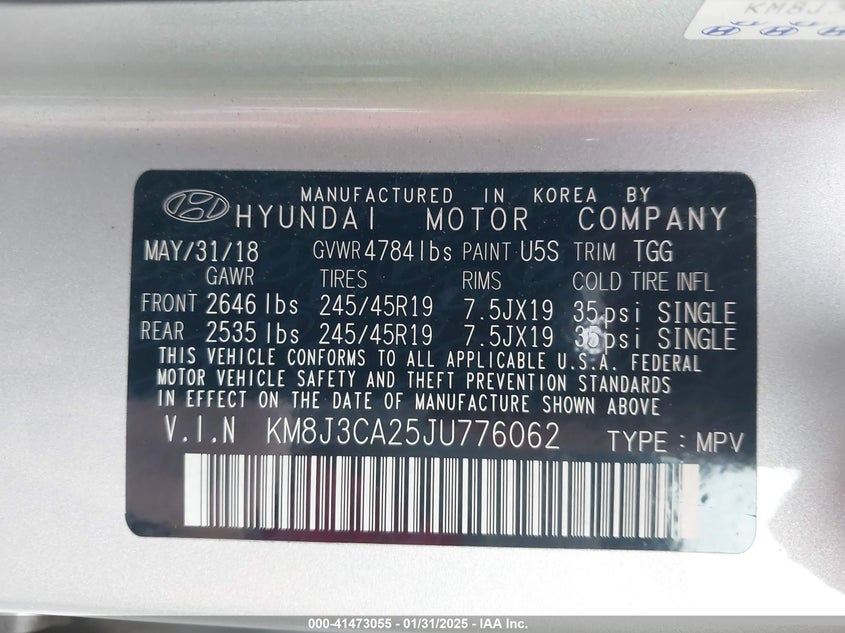 KM8J3
MANUFACTURED IN KOREA BY
HYUNDAI MOTOR COMPANY
MAY/31/18 GVWR 4784lbs PAINT U5S TRIM TGG
GAWR TIRES RIMS COLD TIRE INFL
FRONT 2646 lbs 245/45R19 7.5JX19 35psi SINGLE
REAR 2535 lbs 245/45R19 7.5JX19 35psi SINGLE
THIS VEHICLE CONFORMS TO ALL APPLICABLE U.S.A. FEDERAL
MOTOR VEHICLE SAFETY AND THEFT PREVENTION STANDARDS
IN EFFECT ON THE DATE OF MANUFACTURE SHOWN ABOVE
V.I.N KM8J3CA25JU776062 TYPE : MPV
000-41473055 - 01/31/2025 - IAA Inc.